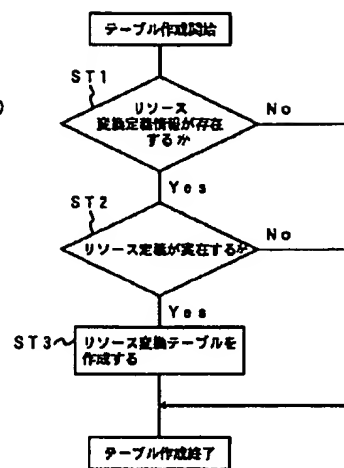 テーブル作成開始
ST1
リソース
変換定義情報が存在
するか
No
Yes
ST2
リソース定義が実在するか
No
Yes
ST3
リソース変換テーブルを
作成する
テーブル作成終了